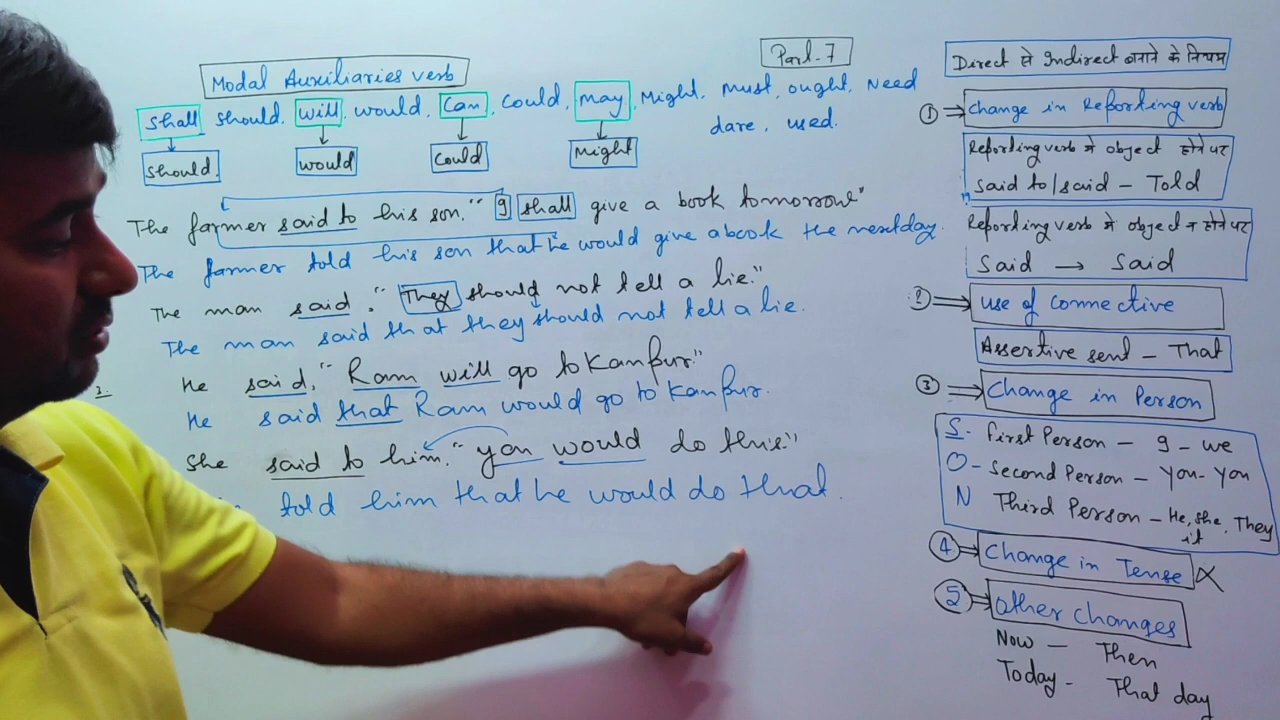 Part-7
Modal Auxiliaries verb
shall, should, will, would, can, could, may, Might, Must, ought, Need
dare, used.
should. would could might
The farmer said to his son, "I shall give a book tomorrow"
The farmer told his son that he would give a book the next day.
The man said, "They should not tell a lie."
The man said that they should not tell a lie.
He said, "Ram will go to Kanpur"
He said that Ram would go to Kanpur.
She said to him, "you would do this."
told him that he would do that.
Direct से Indirect बनाने के नियम
① ⇒ Change in Reporting verb
Reporting verb मे object होने पर
Said to/said - Told
Reporting verb मे object न होने पर
Said → Said
② ⇒ use of connective
Assertive sent - That
③ ⇒ Change in Person
S - First Person - I - we
O - Second Person - You - You
N Third Person - He, she, They
it
④ ⇒ Change in Tense X
⑤ ⇒ other changes
Now - Then
Today - That day